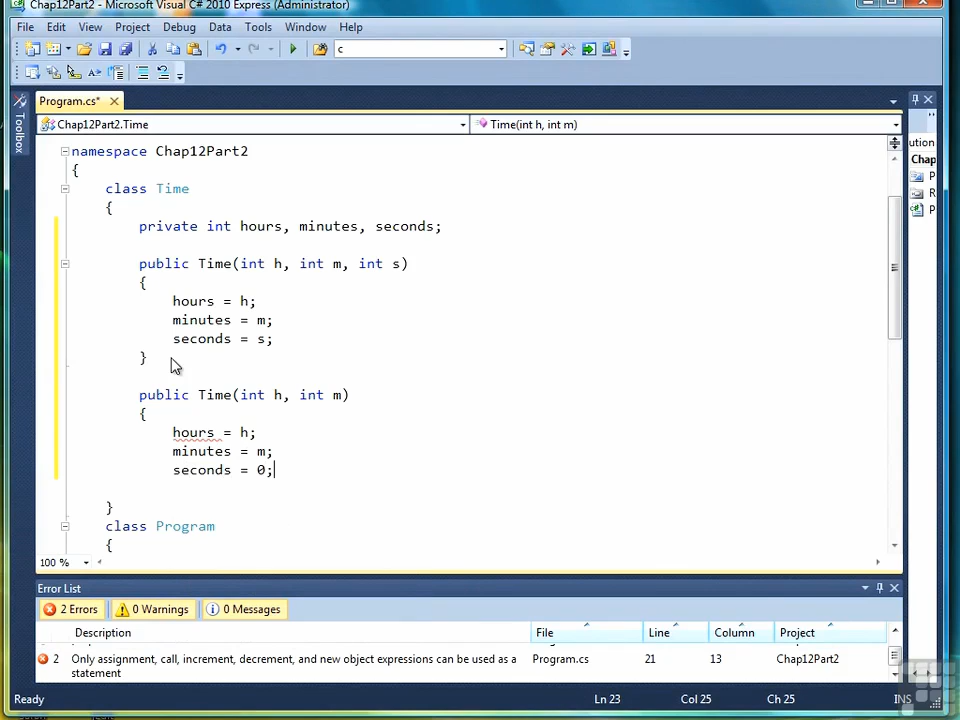 Chap12Part2 - Microsoft Visual C# 2010 Express (Administrator)
File Edit View Project Debug Data Tools Window Help
c
Program.cs*
Toolbox
Chap12Part2.Time
Time(int h, int m)
ution
Chap
P
R
P
namespace Chap12Part2
{
class Time
{
private int hours, minutes, seconds;
public Time(int h, int m, int s)
{
hours = h;
minutes = m;
seconds = s;
}
public Time(int h, int m)
{
hours = h;
minutes = m;
seconds = 0;
}
class Program
{
100 %
Error List
2 Errors 0 Warnings 0 Messages
Description File Line Column Project
2 Only assignment, call, increment, decrement, and new object expressions can be used as a statement Program.cs 21 13 Chap12Part2
Ready Ln 23 Col 25 Ch 25 INS